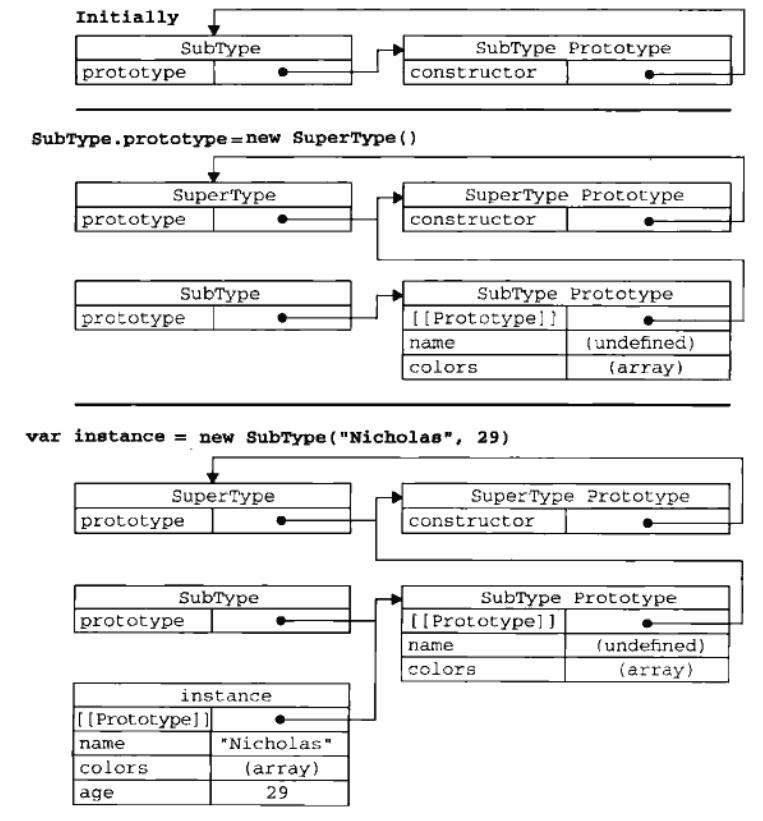 Initially
SubType
SubType Prototype
prototype
constructor
SubType.prototype=new SuperType()
SuperType
SuperType Prototype
prototype
constructor
SubType
SubType Prototype
prototype
[[Prototype]]
name
(undefined)
colors
(array)
var instance = new SubType("Nicholas", 29)
SuperType
SuperType Prototype
prototype
constructor
SubType
SubType Prototype
prototype
[[Prototype]]
name
(undefined)
colors
(array)
instance
[[Prototype]]
name
"Nicholas"
colors
(array)
age
29